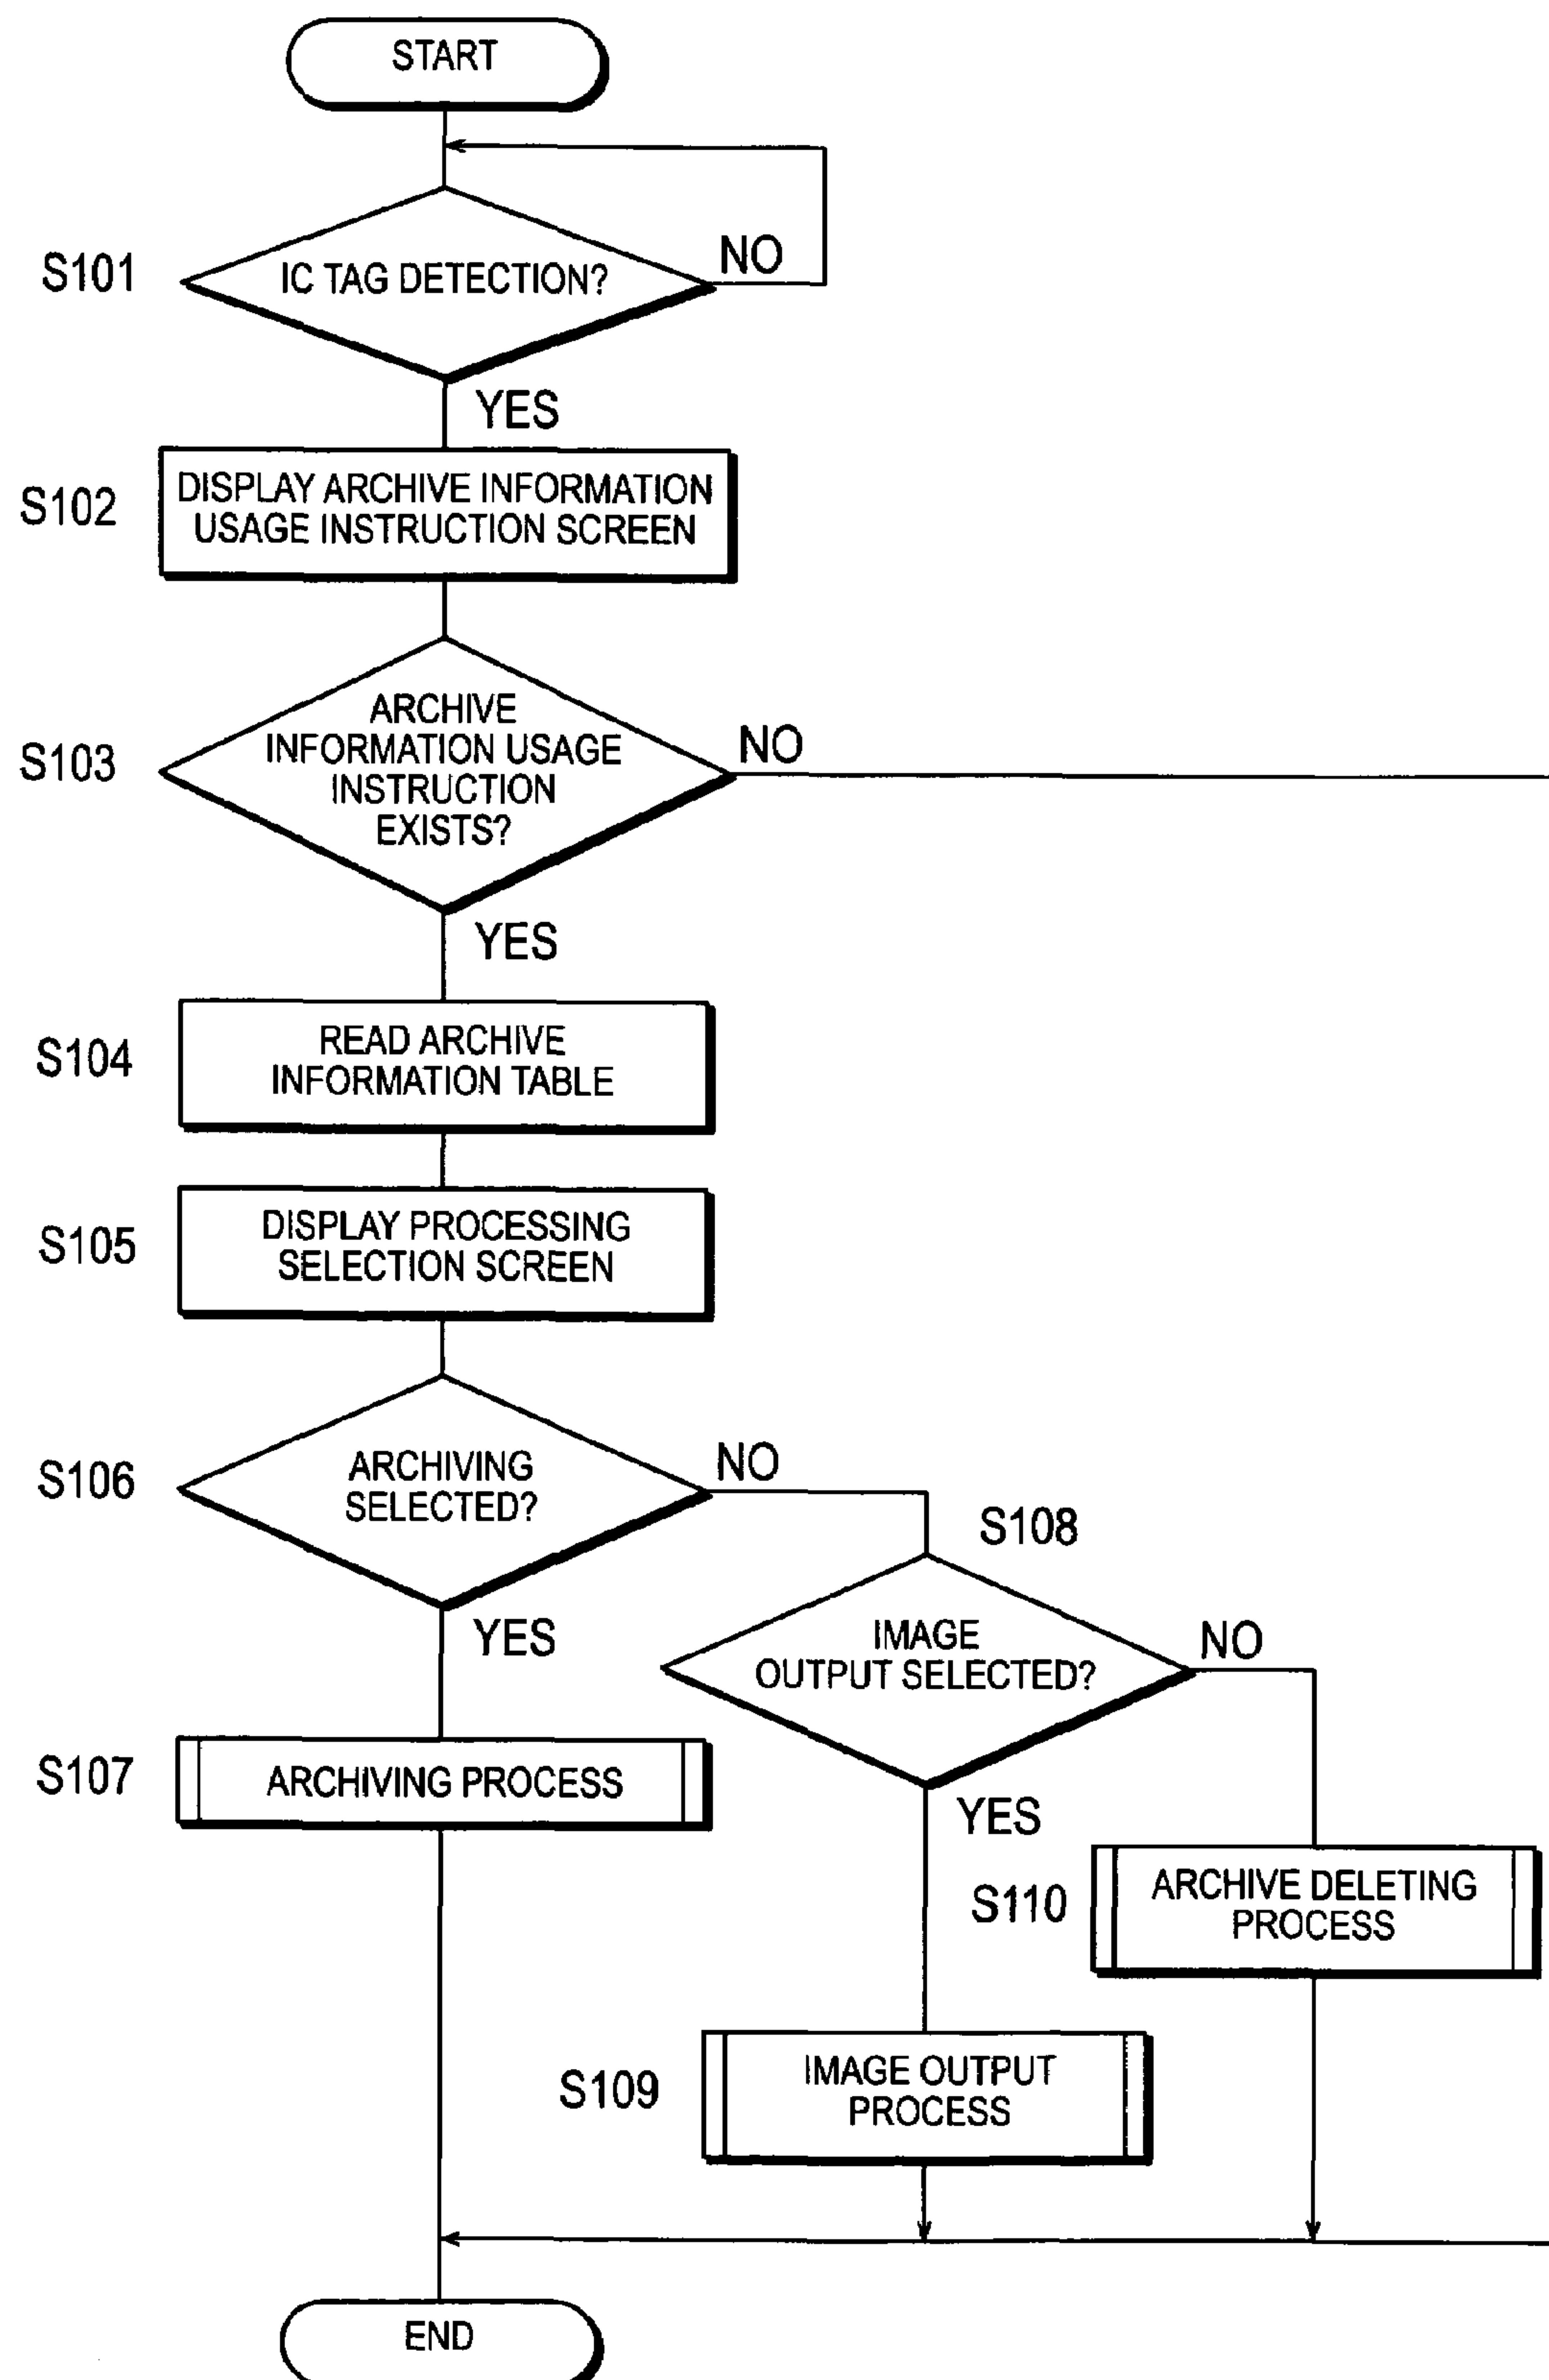 START
S101
IC TAG DETECTION?
NO
YES
S102
DISPLAY ARCHIVE INFORMATION
USAGE INSTRUCTION SCREEN
S103
ARCHIVE
INFORMATION USAGE
INSTRUCTION
EXISTS?
NO
YES
S104
READ ARCHIVE
INFORMATION TABLE
S105
DISPLAY PROCESSING
SELECTION SCREEN
S106
ARCHIVING
SELECTED?
NO
YES
S108
IMAGE
OUTPUT SELECTED?
NO
YES
S107
ARCHIVING PROCESS
S110
ARCHIVE DELETING
PROCESS
S109
IMAGE OUTPUT
PROCESS
END